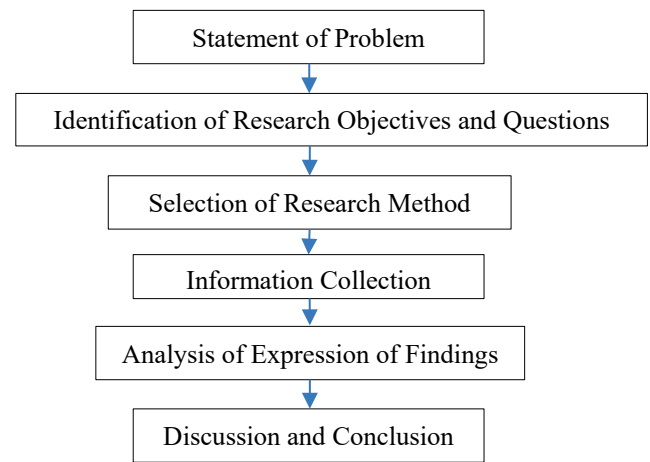 Statement of Problem
Identification of Research Objectives and Questions
Selection of Research Method
Information Collection
Analysis of Expression of Findings
Discussion and Conclusion